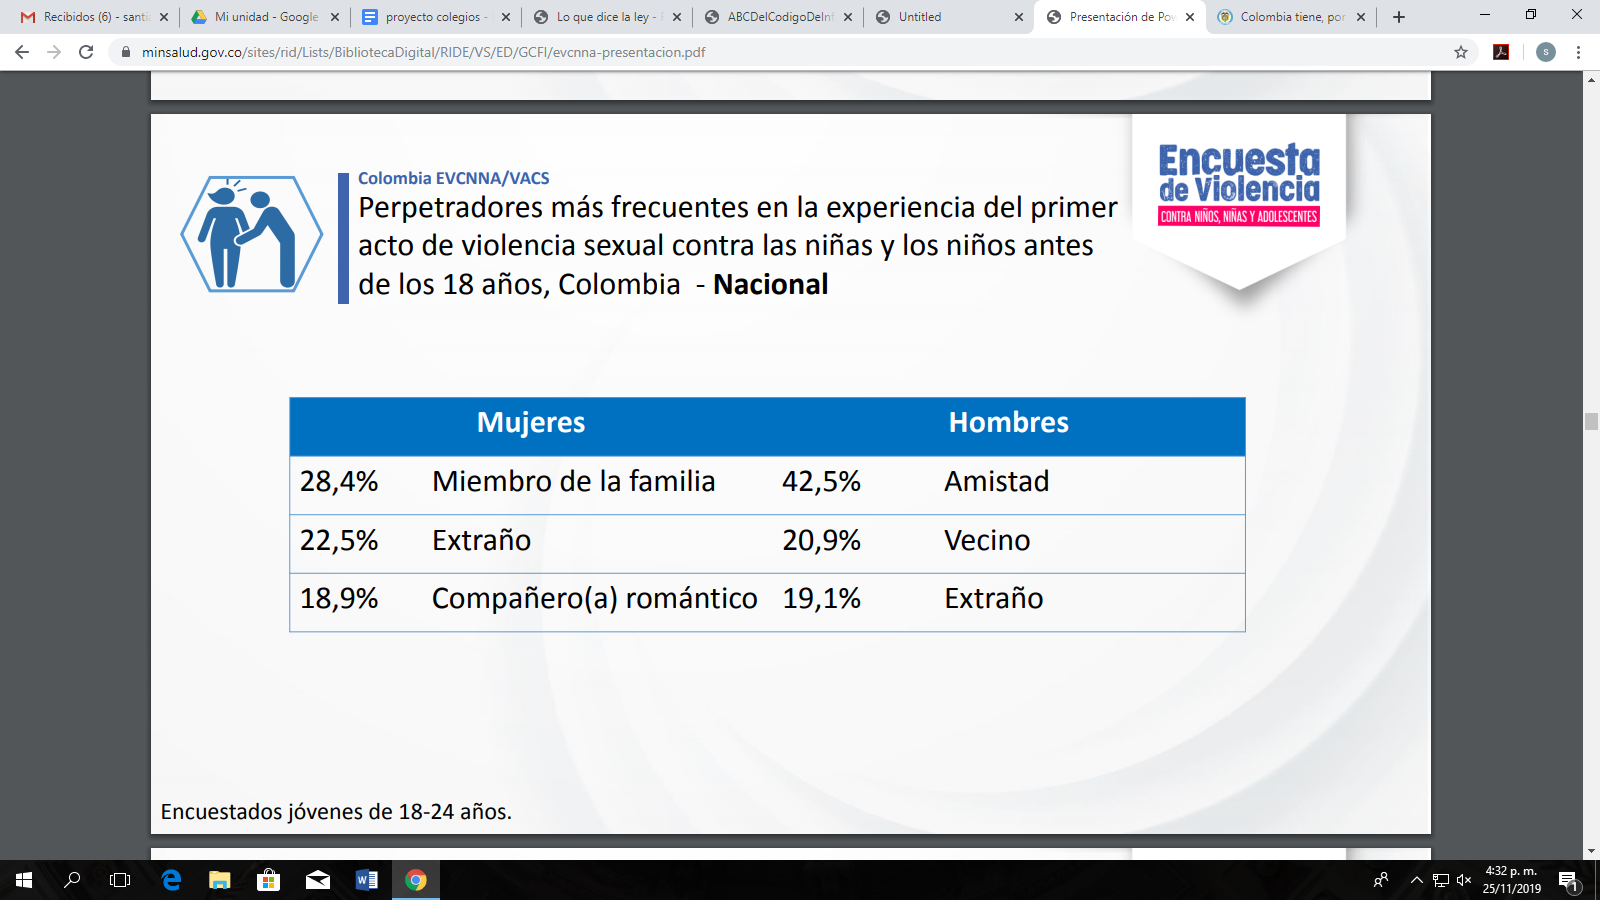 Recibidos (6) - santia
Mi unidad - Google
proyecto colegios -
Lo que dice la ley -
ABCDelCodigoDeInf
Untitled
Presentación de Pow
Colombia tiene, por
minsalud.gov.co/sites/rid/Lists/BibliotecaDigital/RIDE/VS/ED/GCFI/evcnna-presentacion.pdf
s
Encuesta
de Violencia
CONTRA NIÑOS, NIÑAS Y ADOLESCENTES
Colombia EVCNNA/VACS
Perpetradores más frecuentes en la experiencia del primer
acto de violencia sexual contra las niñas y los niños antes
de los 18 años, Colombia - Nacional
Mujeres Hombres
28,4% Miembro de la familia 42,5% Amistad
22,5% Extraño 20,9% Vecino
18,9% Compañero(a) romántico 19,1% Extraño
Encuestados jóvenes de 18-24 años.
4:32 p. m.
25/11/2019
1